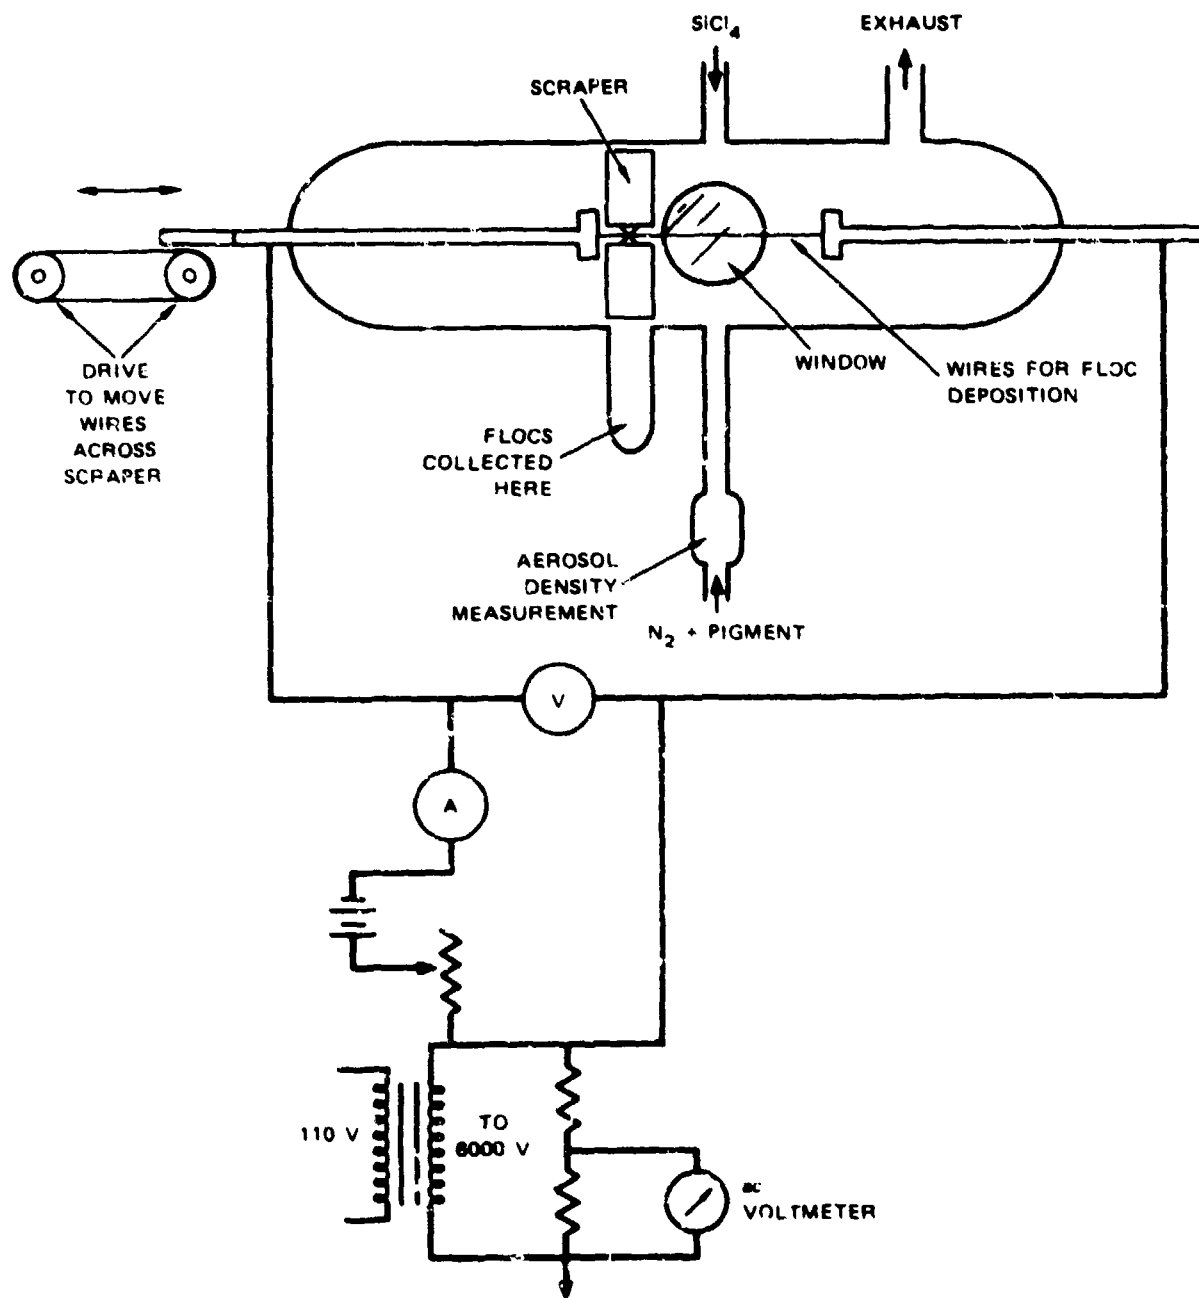 SiCl4
EXHAUST
SCRAPER
DRIVE
TO MOVE
WIRES
ACROSS
SCRAPER
WINDOW
WIRES FOR FLOC
DEPOSITION
FLOCS
COLLECTED
HERE
AEROSOL
DENSITY
MEASUREMENT
N2 + PIGMENT
V
A
110 V
TO
6000 V
ac
VOLTMETER